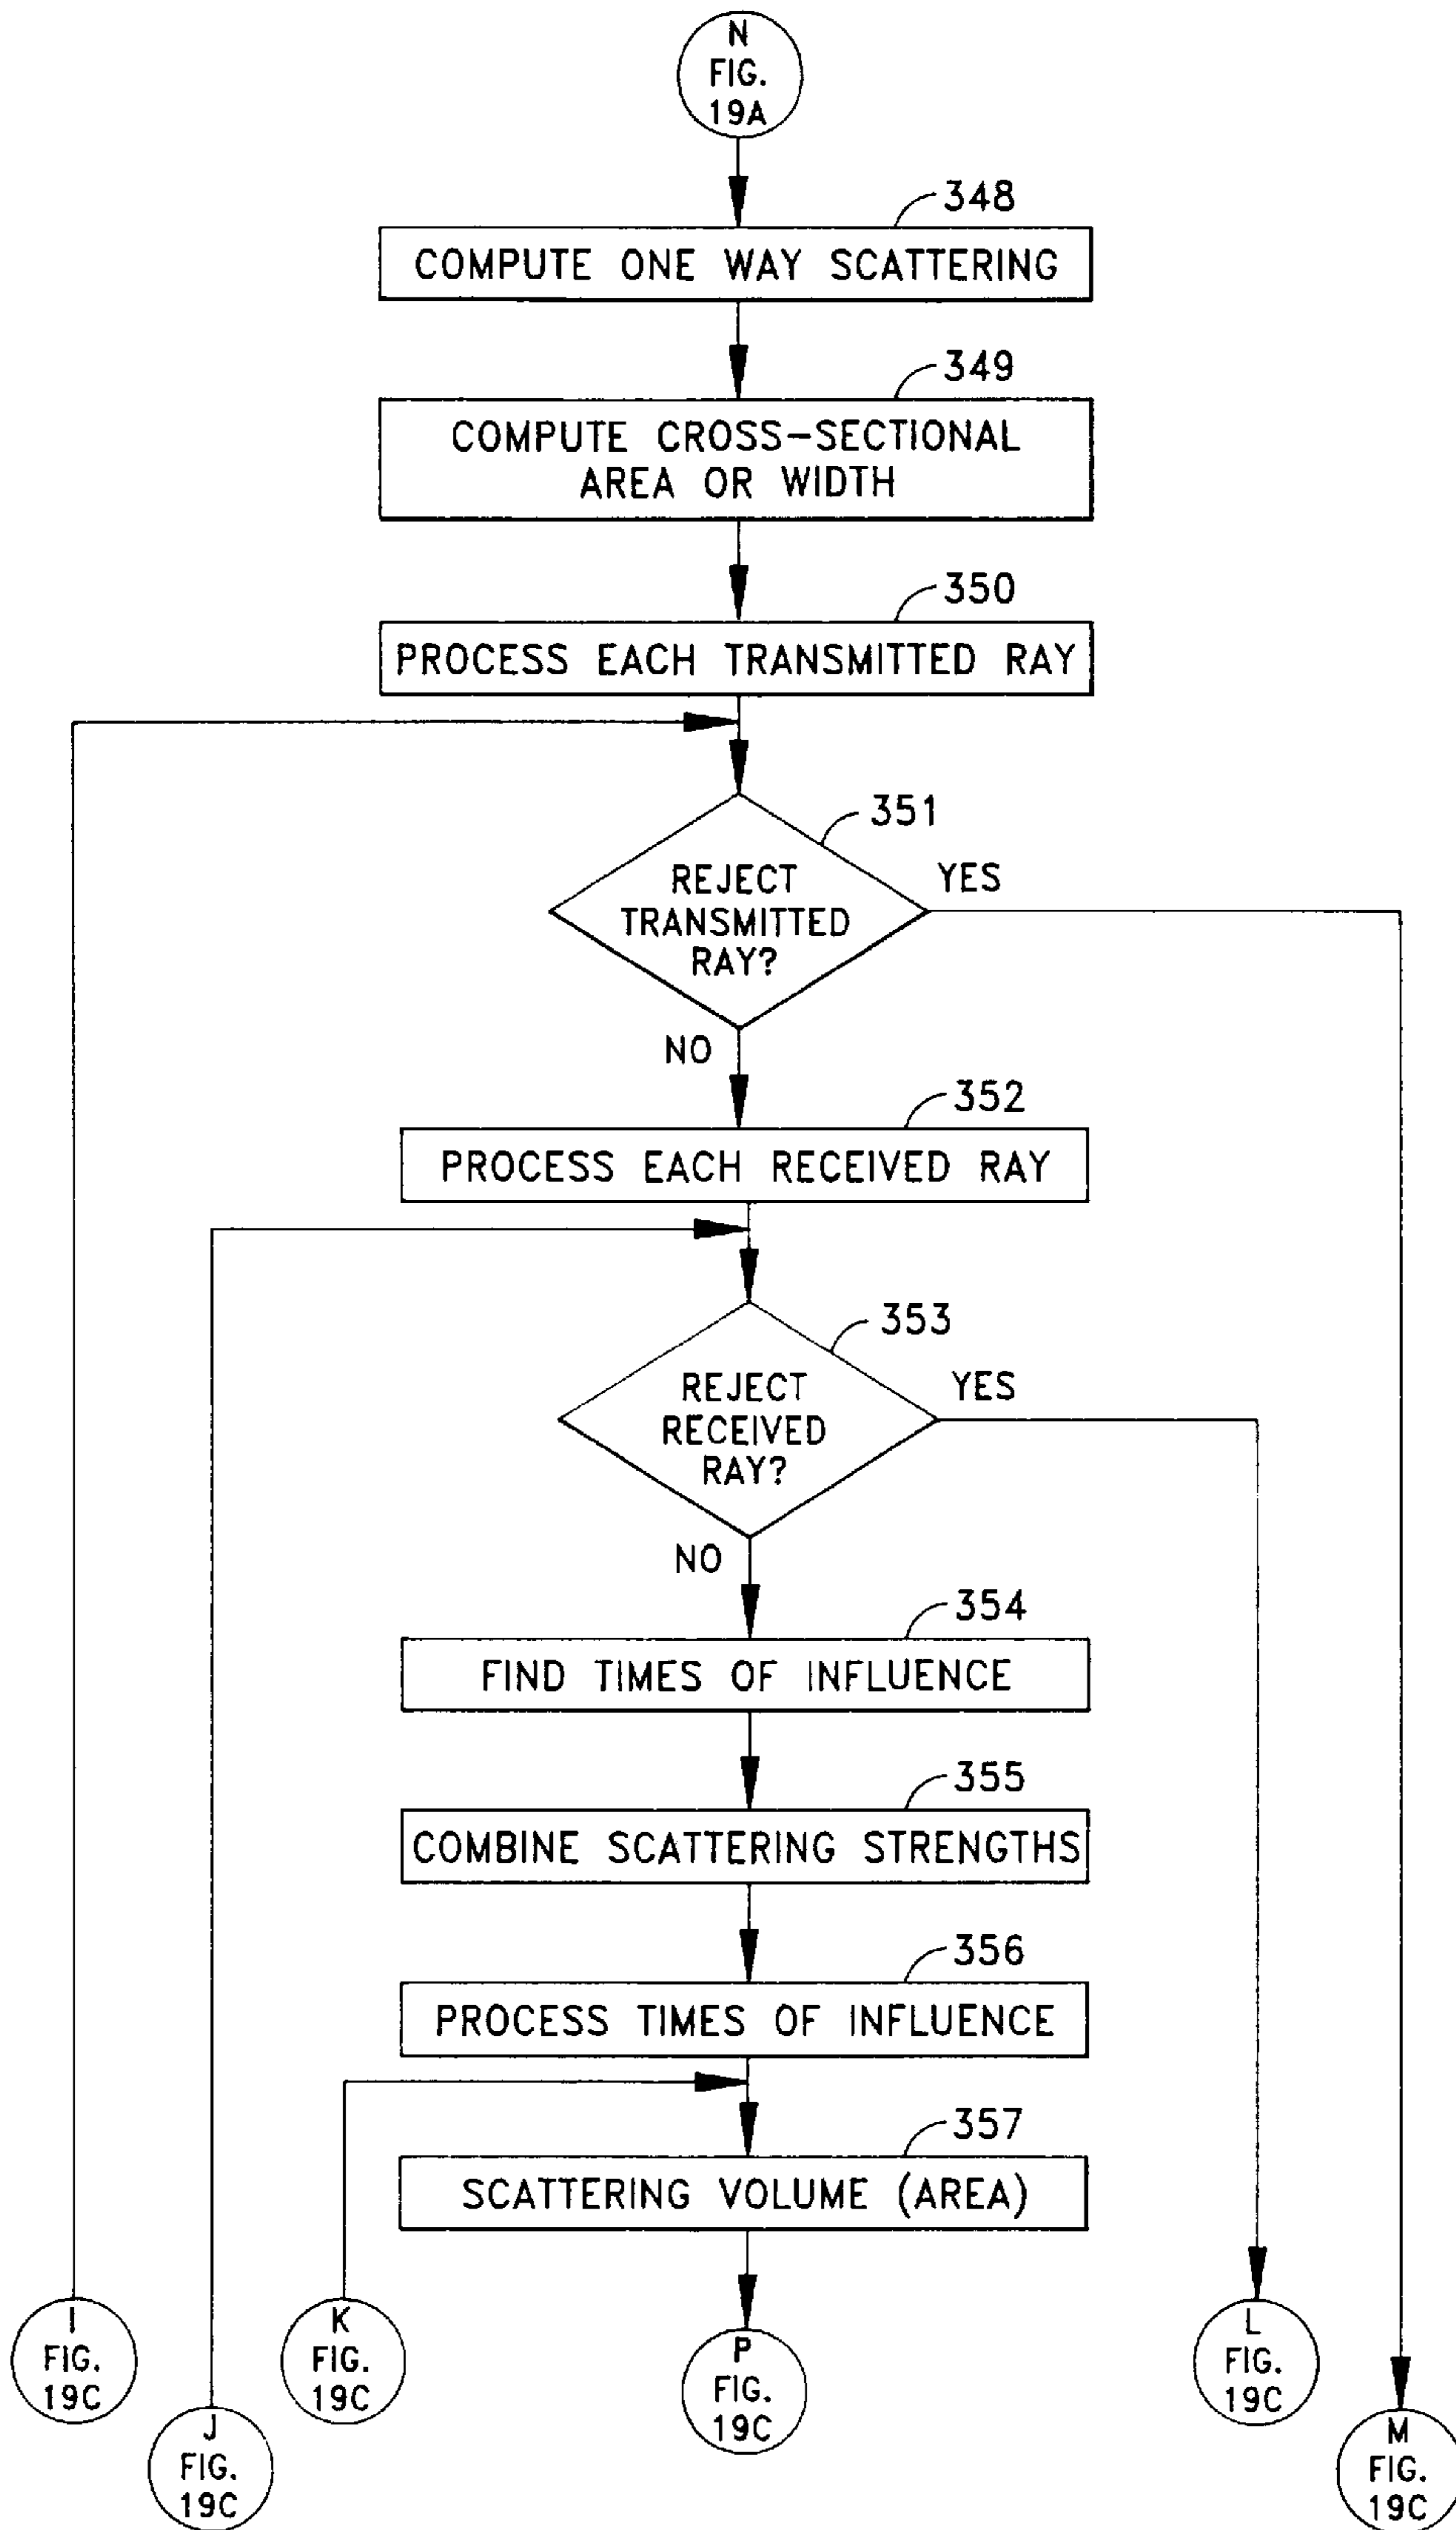 N
FIG.
19A
348
COMPUTE ONE WAY SCATTERING
349
COMPUTE CROSS-SECTIONAL
AREA OR WIDTH
350
PROCESS EACH TRANSMITTED RAY
351
REJECT
TRANSMITTED
RAY?
YES
NO
352
PROCESS EACH RECEIVED RAY
353
REJECT
RECEIVED
RAY?
YES
NO
354
FIND TIMES OF INFLUENCE
355
COMBINE SCATTERING STRENGTHS
356
PROCESS TIMES OF INFLUENCE
357
SCATTERING VOLUME (AREA)
I
FIG.
19C
J
FIG.
19C
K
FIG.
19C
P
FIG.
19C
L
FIG.
19C
M
FIG.
19C